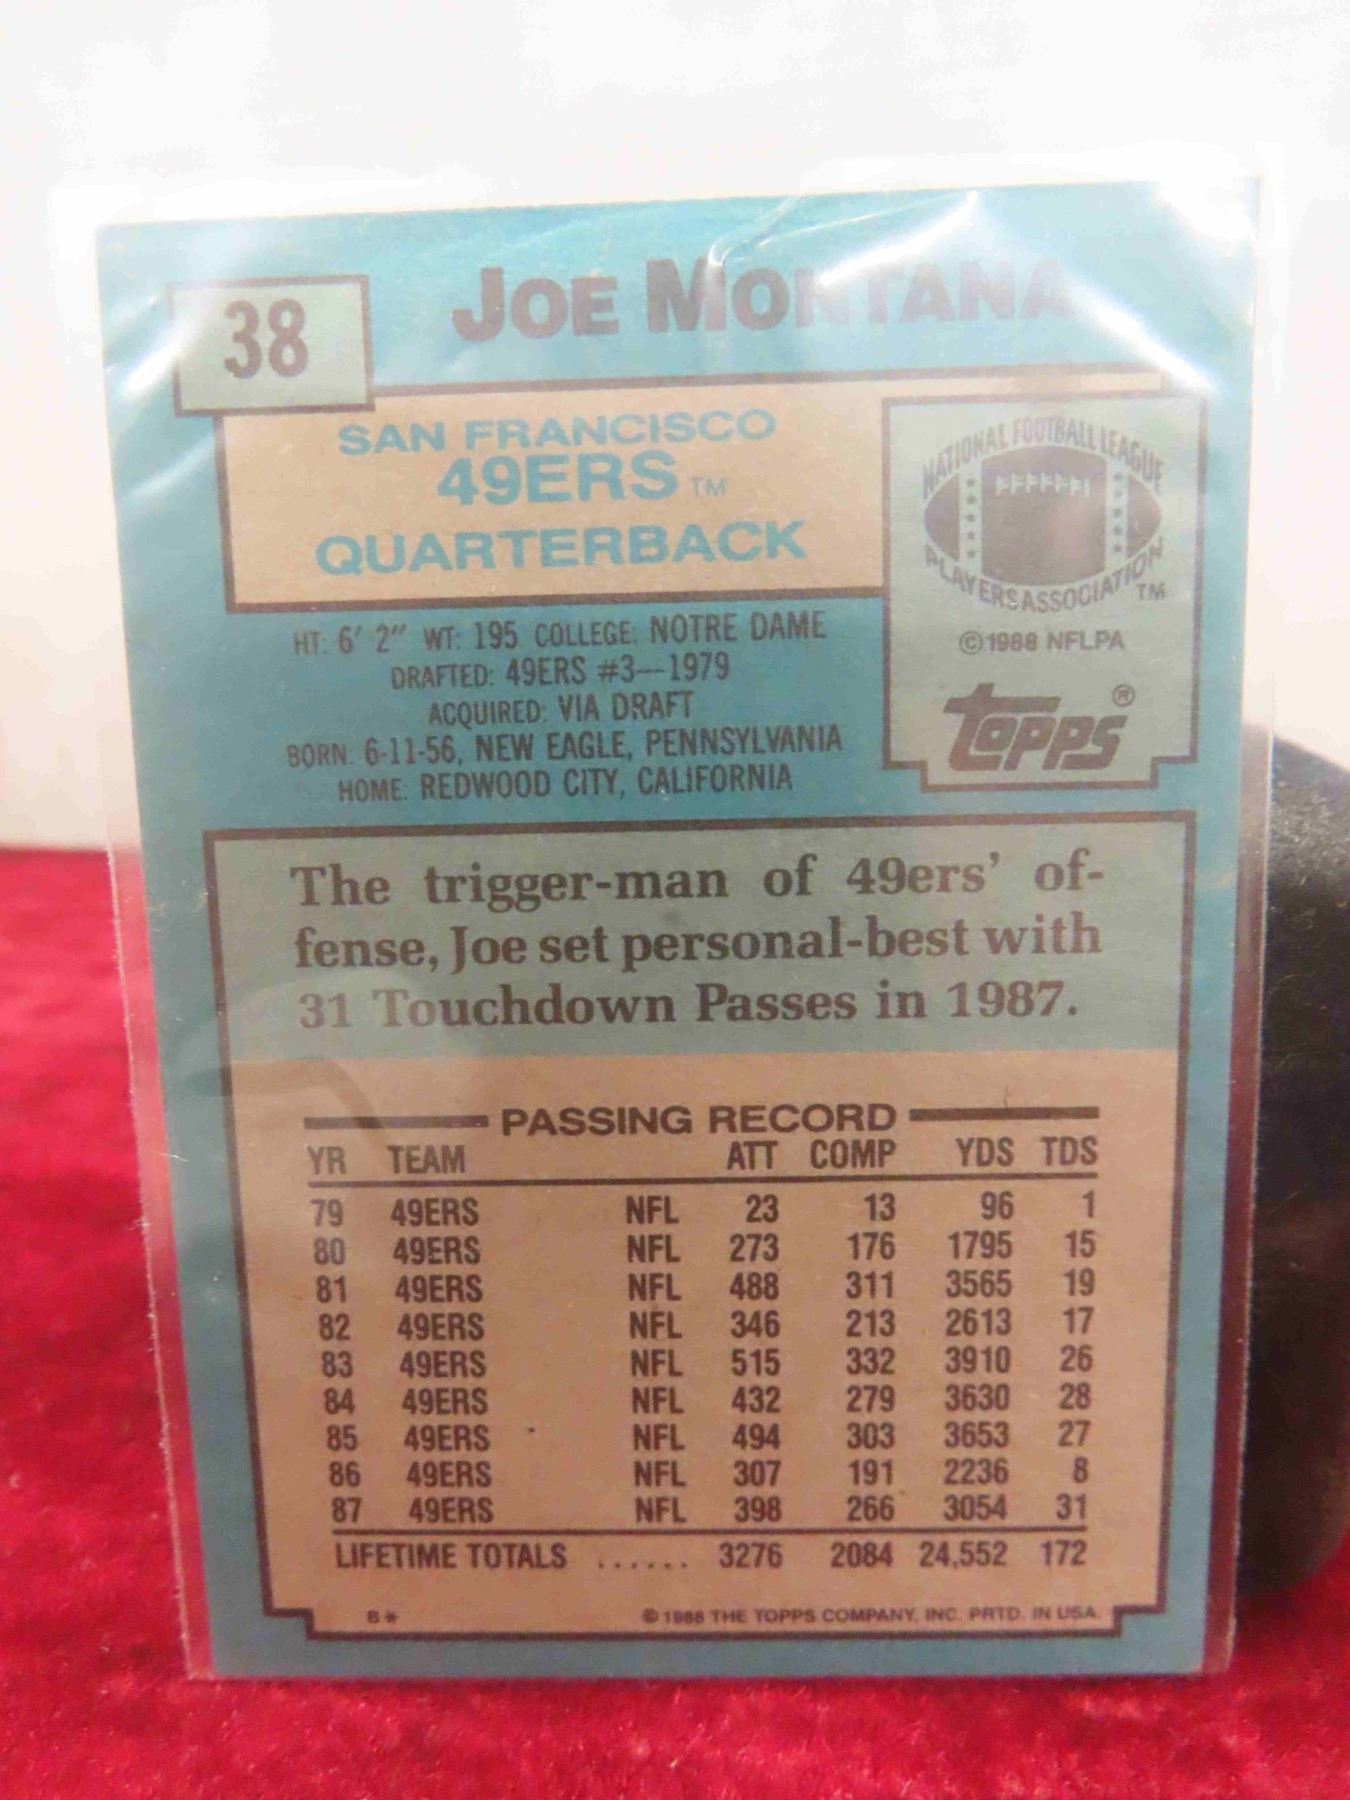 38
JOE MONTANA
SAN FRANCISCO
49ERS TM
QUARTERBACK
NATIONAL FOOTBALL LEAGUE
PLAYERS ASSOCIATION TM
©1988 NFLPA
TOPPS®
HT: 6' 2" WT: 195 COLLEGE: NOTRE DAME
DRAFTED: 49ERS #3—1979
ACQUIRED: VIA DRAFT
BORN: 6-11-56, NEW EAGLE, PENNSYLVANIA
HOME: REDWOOD CITY, CALIFORNIA
The trigger-man of 49ers' of-
fense, Joe set personal-best with
31 Touchdown Passes in 1987.
PASSING RECORD
YR TEAM ATT COMP YDS TDS
79 49ERS NFL 23 13 96 1
80 49ERS NFL 273 176 1795 15
81 49ERS NFL 488 311 3565 19
82 49ERS NFL 346 213 2613 17
83 49ERS NFL 515 332 3910 26
84 49ERS NFL 432 279 3630 28
85 49ERS NFL 494 303 3653 27
86 49ERS NFL 307 191 2236 8
87 49ERS NFL 398 266 3054 31
LIFETIME TOTALS ...... 3276 2084 24,552 172
B* ©1988 THE TOPPS COMPANY, INC. PRTD. IN USA.